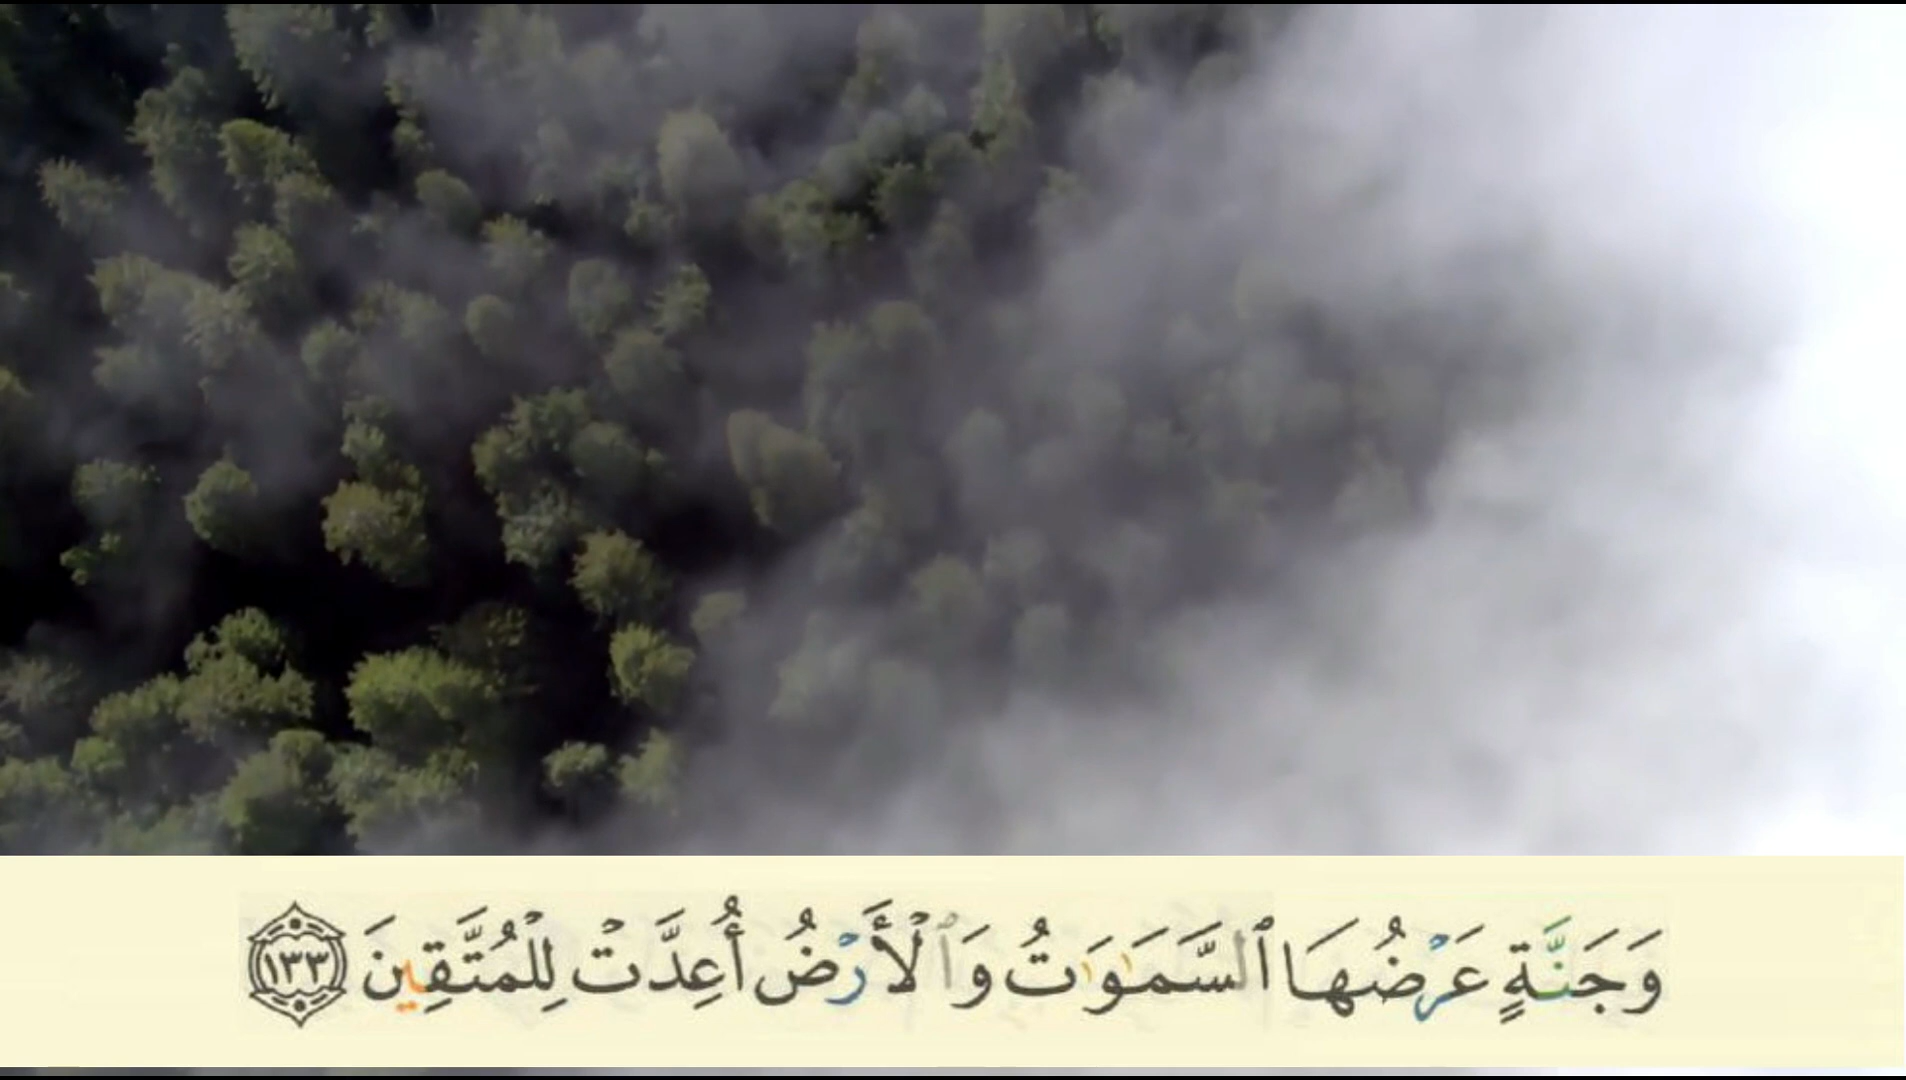 وَجَنَّةٍ عَرْضُهَا ٱلسَّمَـٰوَٰتُ وَٱلْأَرْضُ أُعِدَّتْ لِلْمُتَّقِينَ ١٣٣